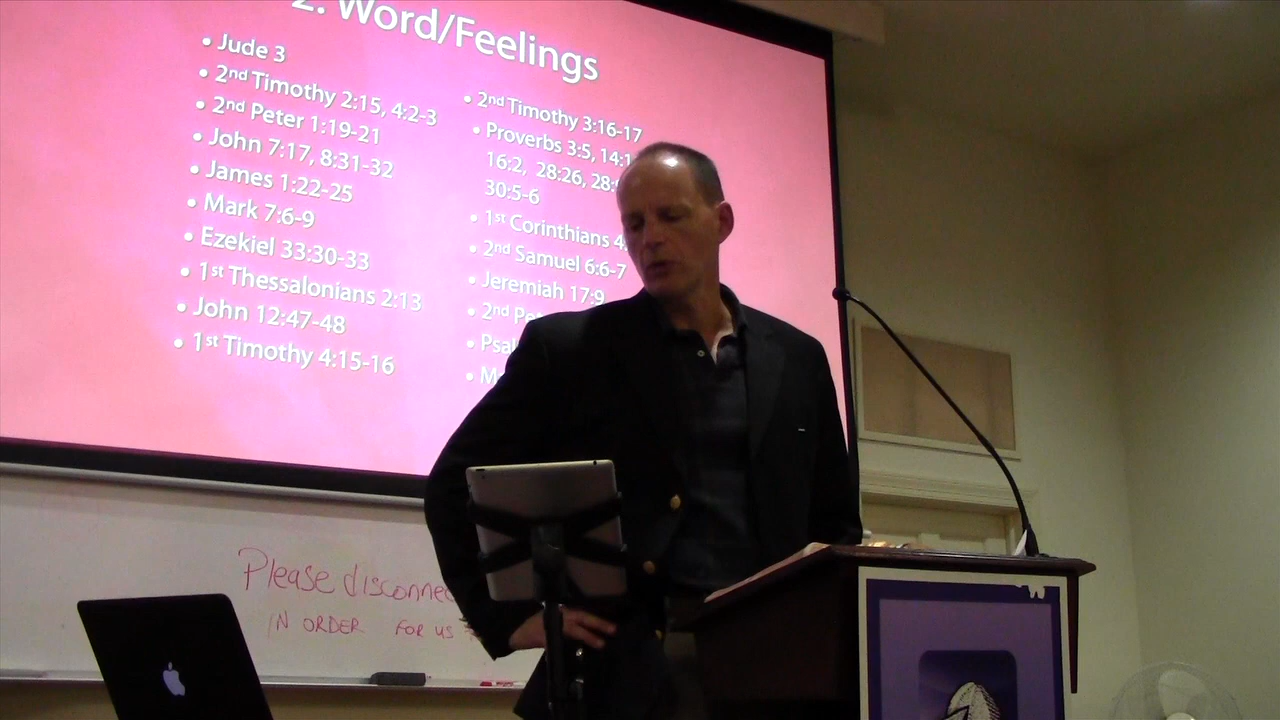 2. Word/Feelings
• Jude 3
• 2nd Timothy 2:15, 4:2-3
• 2nd Peter 1:19-21
• John 7:17, 8:31-32
• James 1:22-25
• Mark 7:6-9
• Ezekiel 33:30-33
• 1st Thessalonians 2:13
• John 12:47-48
• 1st Timothy 4:15-16
• 2nd Timothy 3:16-17
• Proverbs 3:5,
16:2, 28:26,
30:5-6
• 1st Corinthians
• 2nd Samuel 6:6-7
• Jeremiah 17:9
• 2nd
Please
IN ORDER FOR US